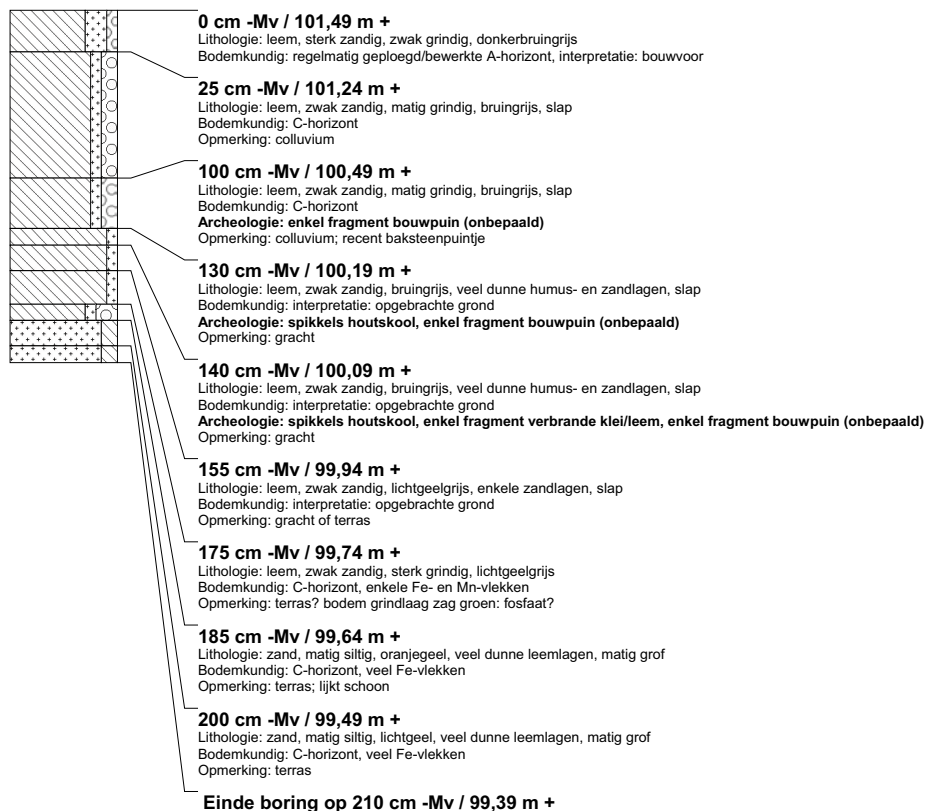 0 cm -Mv / 101,49 m +
Lithologie: leem, sterk zandig, zwak grindig, donkerbruingrijs
Bodemkundig: regelmatig geploegd/bewerkte A-horizont, interpretatie: bouwvoor
25 cm -Mv / 101,24 m +
Lithologie: leem, zwak zandig, matig grindig, bruingrijs, slap
Bodemkundig: C-horizont
Opmerking: colluvium
100 cm -Mv / 100,49 m +
Lithologie: leem, zwak zandig, matig grindig, bruingrijs, slap
Bodemkundig: C-horizont
Archeologie: enkel fragment bouwpuin (onbepaald)
Opmerking: colluvium; recent baksteenpuintje
130 cm -Mv / 100,19 m +
Lithologie: leem, zwak zandig, bruingrijs, veel dunne humus- en zandlagen, slap
Bodemkundig: interpretatie: opgebrachte grond
Archeologie: spikkels houtskool, enkel fragment bouwpuin (onbepaald)
Opmerking: gracht
140 cm -Mv / 100,09 m +
Lithologie: leem, zwak zandig, bruingrijs, veel dunne humus- en zandlagen, slap
Bodemkundig: interpretatie: opgebrachte grond
Archeologie: spikkels houtskool, enkel fragment verbrande klei/leem, enkel fragment bouwpuin (onbepaald)
Opmerking: gracht
155 cm -Mv / 99,94 m +
Lithologie: leem, zwak zandig, lichtgeelgrijs, enkele zandlagen, slap
Bodemkundig: interpretatie: opgebrachte grond
Opmerking: gracht of terras
175 cm -Mv / 99,74 m +
Lithologie: leem, zwak zandig, sterk grindig, lichtgeelgrijs
Bodemkundig: C-horizont, enkele Fe- en Mn-vlekken
Opmerking: terras? bodem grindlaag zag groen: fosfaat?
185 cm -Mv / 99,64 m +
Lithologie: zand, matig siltig, oranjegeel, veel dunne leemlagen, matig grof
Bodemkundig: C-horizont, veel Fe-vlekken
Opmerking: terras; lijkt schoon
200 cm -Mv / 99,49 m +
Lithologie: zand, matig siltig, lichtgeel, veel dunne leemlagen, matig grof
Bodemkundig: C-horizont, veel Fe-vlekken
Opmerking: terras
Einde boring op 210 cm -Mv / 99,39 m +